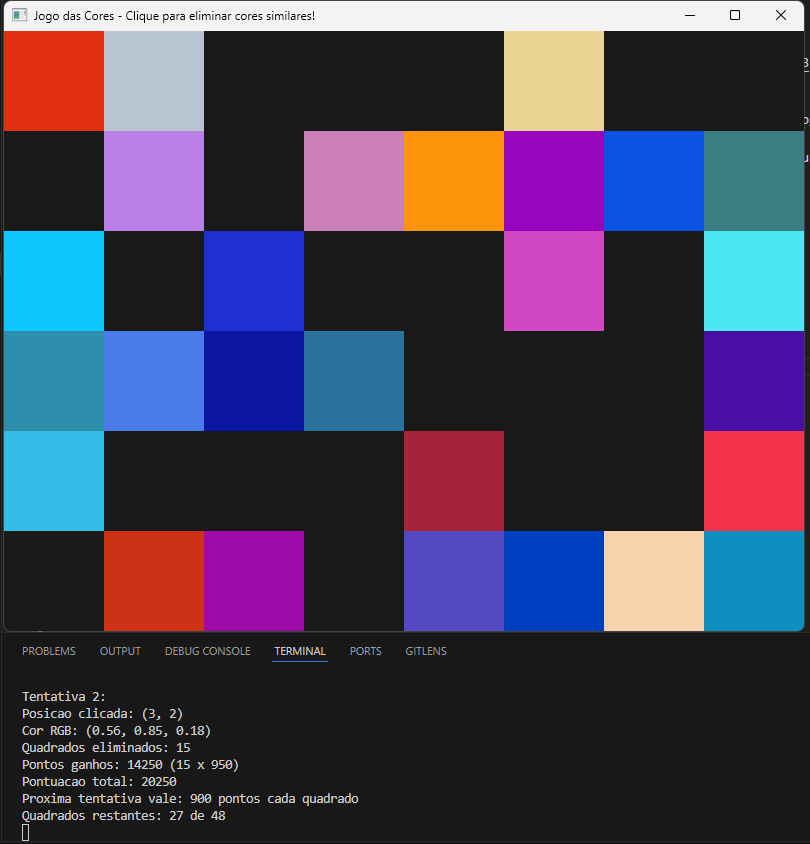 Jogo das Cores - Clique para eliminar cores similares!
PROBLEMS OUTPUT DEBUG CONSOLE TERMINAL PORTS GITLENS
Tentativa 2:
Posicao clicada: (3, 2)
Cor RGB: (0.56, 0.85, 0.18)
Quadrados eliminados: 15
Pontos ganhos: 14250 (15 x 950)
Pontuacao total: 20250
Proxima tentativa vale: 900 pontos cada quadrado
Quadrados restantes: 27 de 48